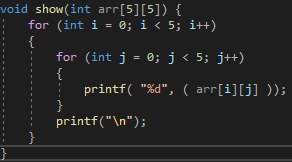 void show(int arr[5][5]) {
    for (int i = 0; i < 5; i++)
    {
        for (int j = 0; j < 5; j++)
        {
            printf( "%d", ( arr[i][j] ));
        }
        printf("\n");
    }
}